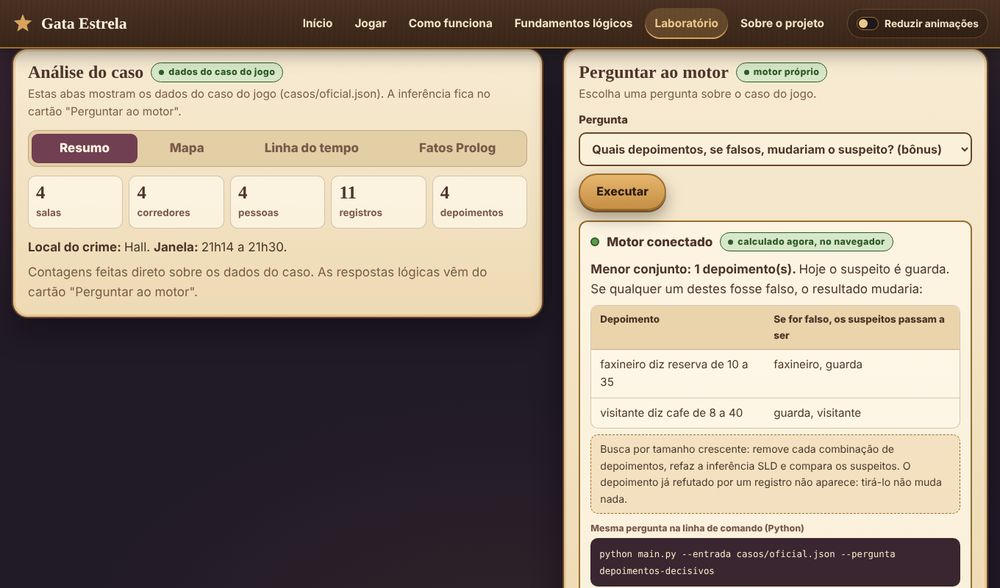 Gata Estrela
Início
Jogar
Como funciona
Fundamentos lógicos
Laboratório
Sobre o projeto
Reduzir animações
Análise do caso
dados do caso do jogo
Estas abas mostram os dados do caso do jogo (casos/oficial.json). A inferência fica no
cartão "Perguntar ao motor".
Resumo
Mapa
Linha do tempo
Fatos Prolog
4
salas
4
corredores
4
pessoas
11
registros
4
depoimentos
Local do crime: Hall. Janela: 21h14 a 21h30.
Contagens feitas direto sobre os dados do caso. As respostas lógicas vêm do
cartão "Perguntar ao motor".
Perguntar ao motor
motor próprio
Escolha uma pergunta sobre o caso do jogo.
Pergunta
Quais depoimentos, se falsos, mudariam o suspeito? (bônus)
Executar
Motor conectado
calculado agora, no navegador
Menor conjunto: 1 depoimento(s). Hoje o suspeito é guarda.
Se qualquer um destes fosse falso, o resultado mudaria:
Depoimento
Se for falso, os suspeitos passam a
ser
faxineiro diz reserva de 10 a
35
faxineiro, guarda
visitante diz cafe de 8 a 40
guarda, visitante
Busca por tamanho crescente: remove cada combinação de
depoimentos, refaz a inferência SLD e compara os suspeitos. O
depoimento já refutado por um registro não aparece: tirá-lo não muda
nada.
Mesma pergunta na linha de comando (Python)
python main.py --entrada casos/oficial.json --pergunta
depoimentos-decisivos